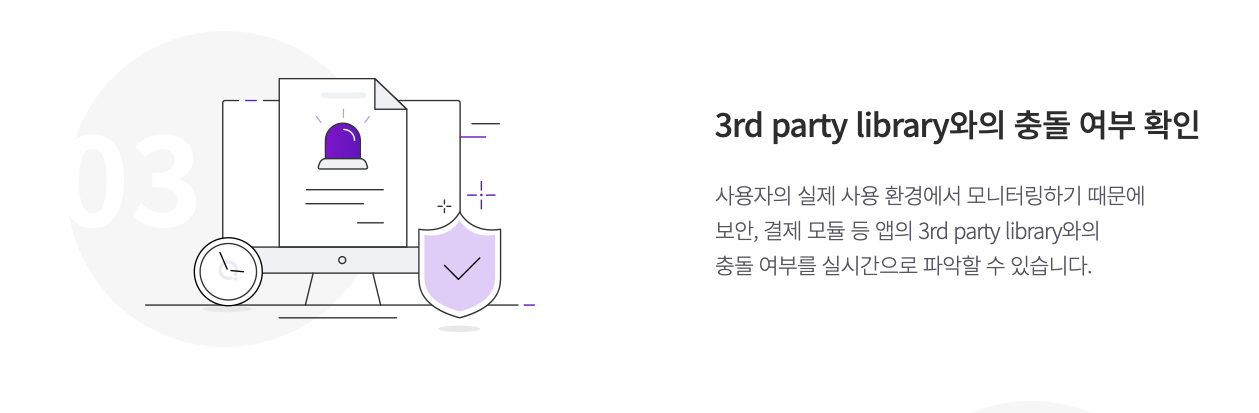 03
3rd party library와의 충돌 여부 확인
사용자의 실제 사용 환경에서 모니터링하기 때문에
보안, 결제 모듈 등 앱의 3rd party library와의
충돌 여부를 실시간으로 파악할 수 있습니다.